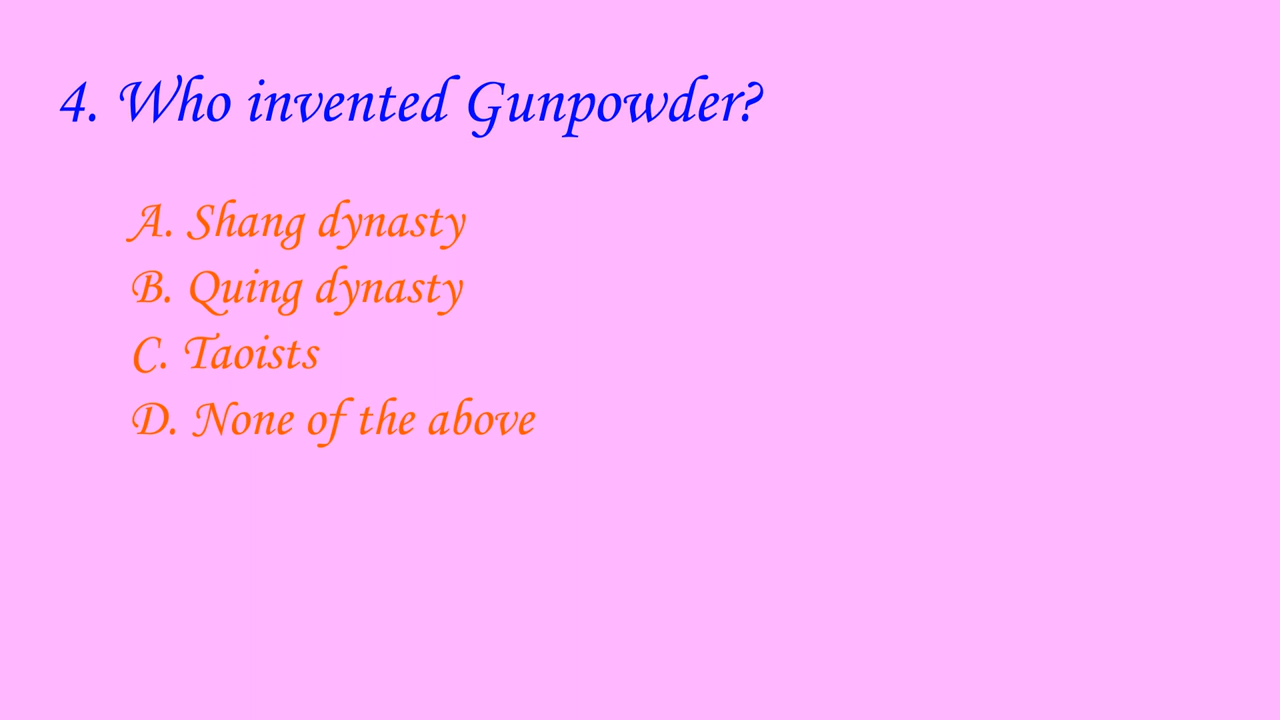 4. Who invented Gunpowder?
A. Shang dynasty
B. Quing dynasty
C. Taoists
D. None of the above